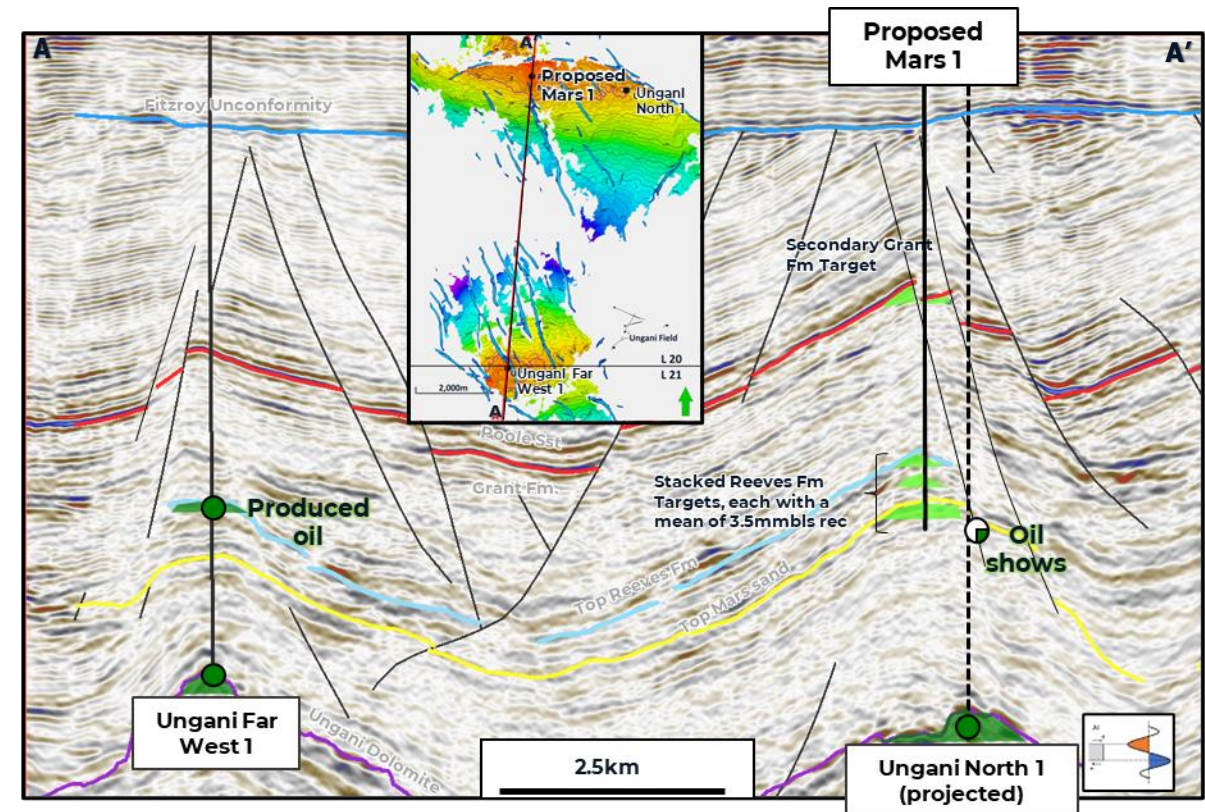 Proposed
Mars 1
A
A'
Fitzroy Unconformity
A'
Proposed
Mars 1
Ungani
North 1
Ungani Field
L 20
L 21
Ungani Far
West 1
2,000m
A
Secondary Grant
Fm Target
Poole Sst
Grant Fm.
Stacked Reeves Fm
Targets, each with a
mean of 3.5mmbls rec
Produced
oil
Oil
shows
Top Reeves Fm
Top Mars sand
Ungani Far
West 1
Ungani Dolomite
2.5km
Ungani North 1
(projected)
AI